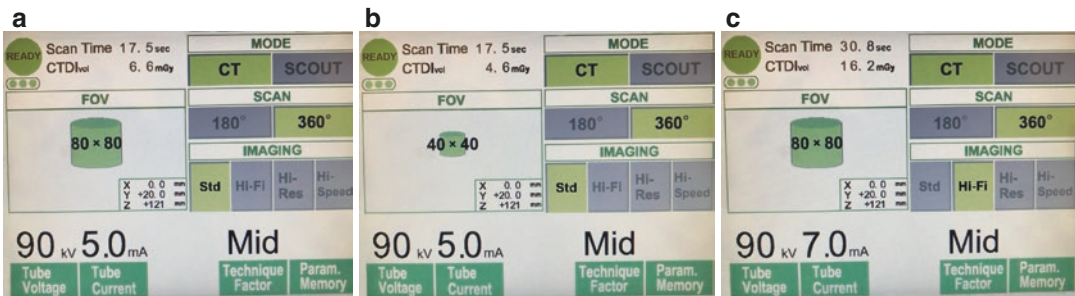 a
READY
Scan Time 17.5sec
CTDIvol 6.6mGy
MODE
CT SCOUT
FOV
80 × 80
X 0.0 mm
Y +20.0 mm
Z +121 mm
SCAN
180° 360°
IMAGING
Std Hi-Fi Hi-Res Hi-Speed
90 kV 5.0 mA Mid
Tube Voltage Tube Current Technique Factor Param. Memory
b
READY
Scan Time 17.5sec
CTDIvol 4.6mGy
MODE
CT SCOUT
FOV
40 × 40
X 0.0 mm
Y +20.0 mm
Z +121 mm
SCAN
180° 360°
IMAGING
Std Hi-Fi Hi-Res Hi-Speed
90 kV 5.0 mA Mid
Tube Voltage Tube Current Technique Factor Param. Memory
c
READY
Scan Time 30.8sec
CTDIvol 16.2mGy
MODE
CT SCOUT
FOV
80 × 80
X 0.0 mm
Y +20.0 mm
Z +121 mm
SCAN
180° 360°
IMAGING
Std Hi-Fi Hi-Res Hi-Speed
90 kV 7.0 mA Mid
Tube Voltage Tube Current Technique Factor Param. Memory